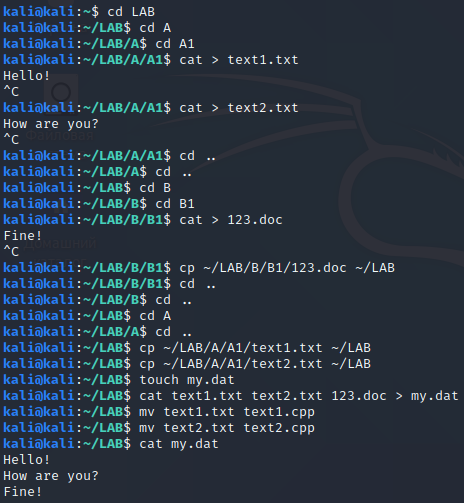 kali@kali:~$ cd LAB
kali@kali:~/LAB$ cd A
kali@kali:~/LAB/A$ cd A1
kali@kali:~/LAB/A/A1$ cat > text1.txt
Hello!
^C
kali@kali:~/LAB/A/A1$ cat > text2.txt
How are you?
^C
kali@kali:~/LAB/A/A1$ cd ..
kali@kali:~/LAB/A$ cd ..
kali@kali:~/LAB$ cd B
kali@kali:~/LAB/B$ cd B1
kali@kali:~/LAB/B/B1$ cat > 123.doc
Fine!
^C
kali@kali:~/LAB/B/B1$ cp ~/LAB/B/B1/123.doc ~/LAB
kali@kali:~/LAB/B/B1$ cd ..
kali@kali:~/LAB/B$ cd ..
kali@kali:~/LAB$ cd A
kali@kali:~/LAB/A$ cd ..
kali@kali:~/LAB$ cp ~/LAB/A/A1/text1.txt ~/LAB
kali@kali:~/LAB$ cp ~/LAB/A/A1/text2.txt ~/LAB
kali@kali:~/LAB$ touch my.dat
kali@kali:~/LAB$ cat text1.txt text2.txt 123.doc > my.dat
kali@kali:~/LAB$ mv text1.txt text1.cpp
kali@kali:~/LAB$ mv text2.txt text2.cpp
kali@kali:~/LAB$ cat my.dat
Hello!
How are you?
Fine!